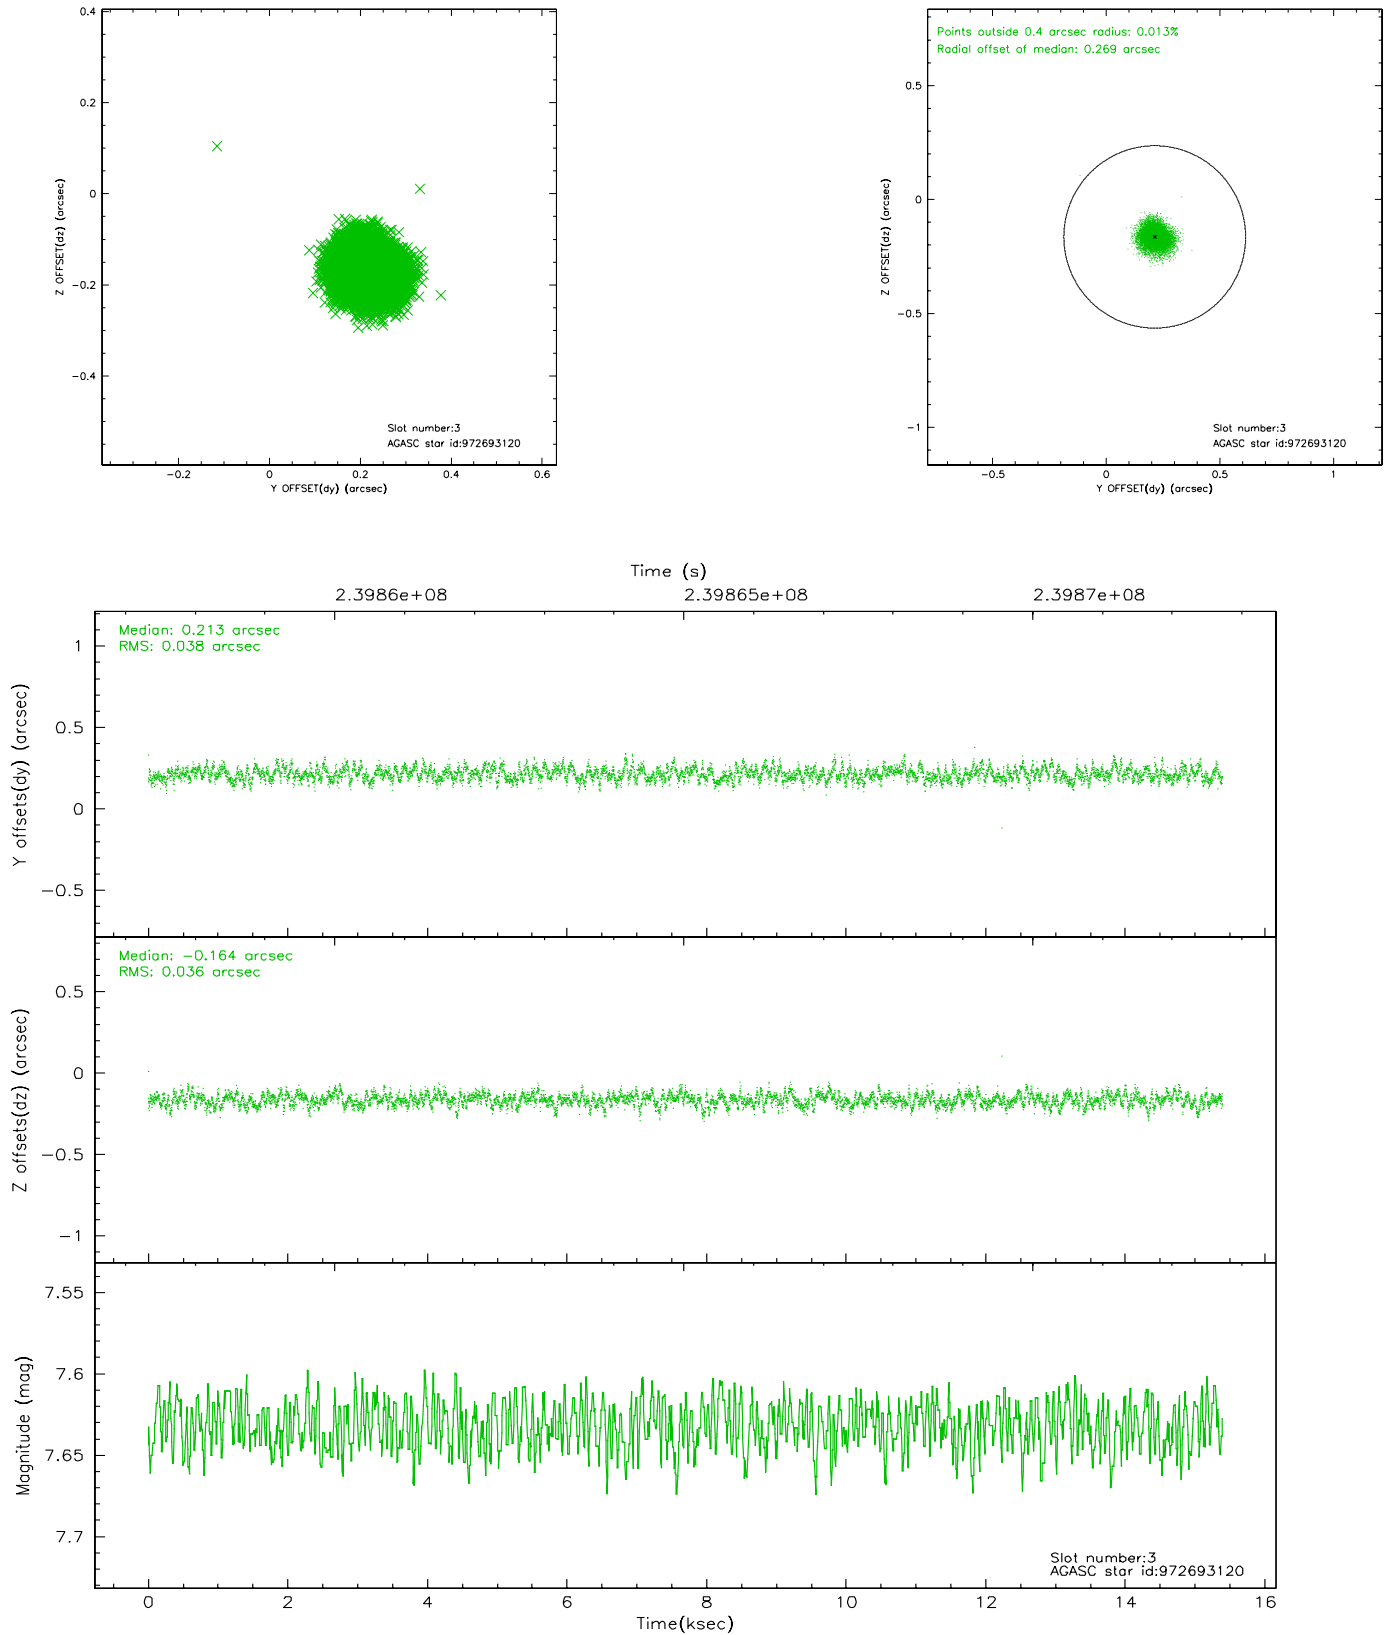 0.4
0.2
0
−0.2
−0.4
Z OFFSET(dz) (arcsec)
Slot number:3
AGASC star id:972693120
−0.2 0 0.2 0.4 0.6
Y OFFSET(dy) (arcsec)
Points outside 0.4 arcsec radius: 0.013%
Radial offset of median: 0.269 arcsec
0.5
0
−0.5
−1
Z OFFSET(dz) (arcsec)
Slot number:3
AGASC star id:972693120
−0.5 0 0.5 1
Y OFFSET(dy) (arcsec)
Time (s)
2.3986e+08 2.39865e+08 2.3987e+08
Median: 0.213 arcsec
RMS: 0.038 arcsec
1
0.5
0
−0.5
Y offsets(dy) (arcsec)
Median: −0.164 arcsec
RMS: 0.036 arcsec
0.5
0
−0.5
−1
Z offsets(dz) (arcsec)
7.55
7.6
7.65
7.7
Magnitude (mag)
Slot number:3
AGASC star id:972693120
0 2 4 6 8 10 12 14 16
Time(ksec)